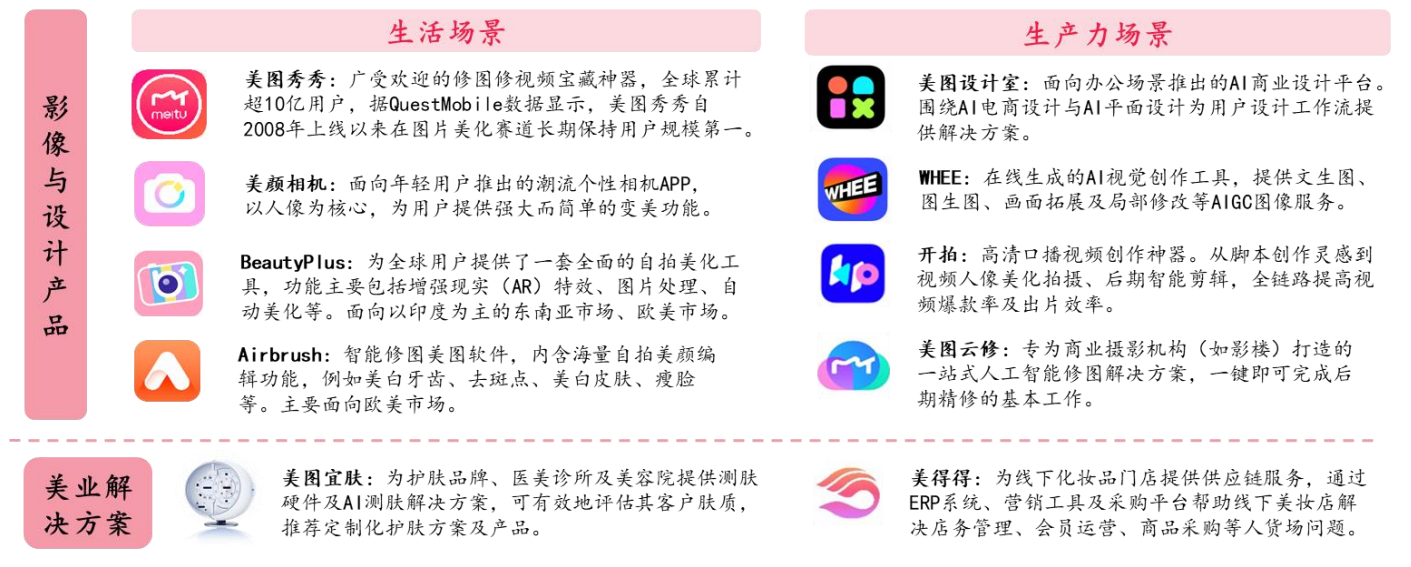 影像与设计产品
生活场景
meitu
美图秀秀：广受欢迎的修图修视频宝藏神器，全球累计
超10亿用户，据QuestMobile数据显示，美图秀秀自
2008年上线以来在图片美化赛道长期保持用户规模第一。
美颜相机：面向年轻用户推出的潮流个性相机APP，
以人像为核心，为用户提供强大而简单的变美功能。
BeautyPlus：为全球用户提供了一套全面的自拍美化工
具，功能主要包括增强现实（AR）特效、图片处理、自
动美化等。面向以印度为主的东南亚市场、欧美市场。
Airbrush：智能修图美图软件，内含海量自拍美颜编
辑功能，例如美白牙齿、去斑点、美白皮肤、瘦脸
等。主要面向欧美市场。
生产力场景
美图设计室：面向办公场景推出的AI商业设计平台。
围绕AI电商设计与AI平面设计为用户设计工作流提
供解决方案。
WHEE
WHEE：在线生成的AI视觉创作工具，提供文生图、
图生图、画面拓展及局部修改等AIGC图像服务。
开拍：高清口播视频创作神器。从脚本创作灵感到
视频人像美化拍摄、后期智能剪辑，全链路提高视
频爆款率及出片效率。
美图云修：专为商业摄影机构（如影楼）打造的
一站式人工智能修图解决方案，一键即可完成后
期精修的基本工作。
美业解
决方案
美图宜肤：为护肤品牌、医美诊所及美容院提供测肤
硬件及AI测肤解决方案，可有效地评估其客户肤质，
推荐定制化护肤方案及产品。
美得得：为线下化妆品门店提供供应链服务，通过
ERP系统、营销工具及采购平台帮助线下美妆店解
决店务管理、会员运营、商品采购等人货场问题。